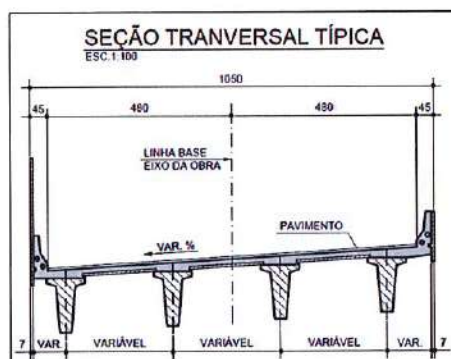 SEÇÃO TRANVERSAL TÍPICA
ESC.1:100
1050
45 480 480 45
LINHA BASE
EIXO DA OBRA
VAR. %
PAVIMENTO
7 VAR. VARIÁVEL VARIÁVEL VARIÁVEL VAR. 7